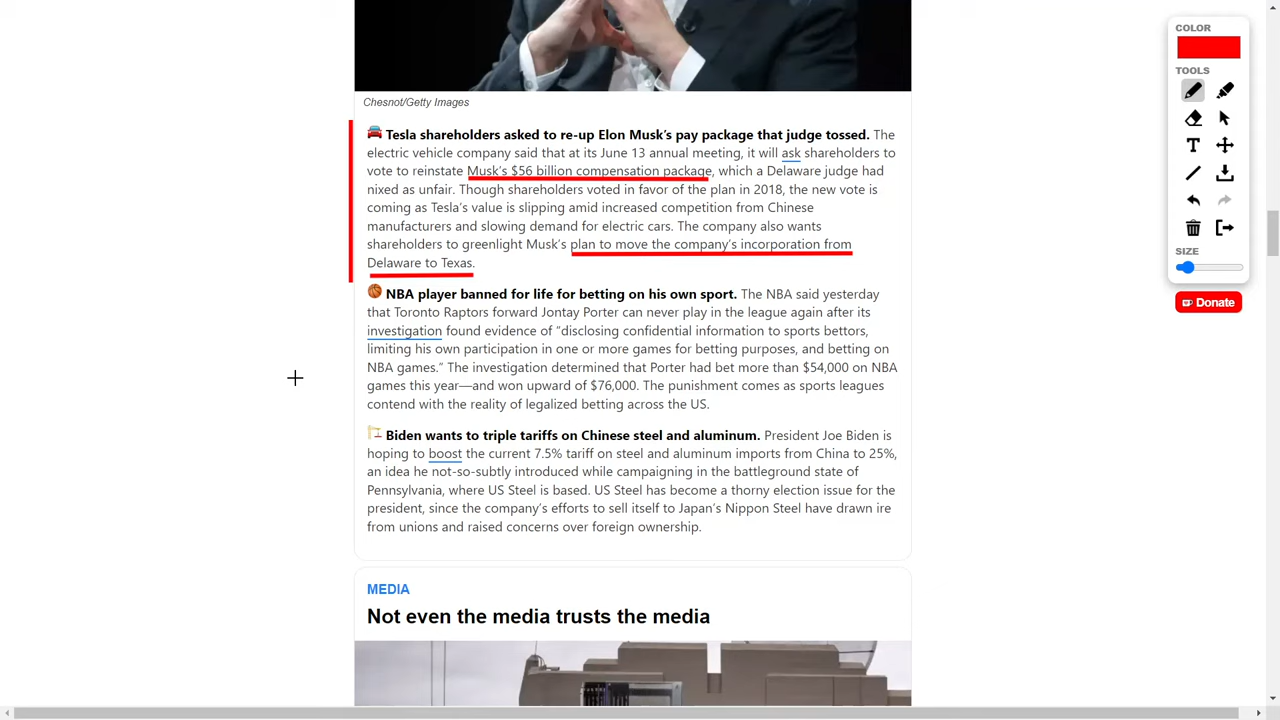 COLOR
TOOLS
T
SIZE
Donate
Chesnot/Getty Images
Tesla shareholders asked to re-up Elon Musk's pay package that judge tossed. The
electric vehicle company said that at its June 13 annual meeting, it will ask shareholders to
vote to reinstate Musk's $56 billion compensation package, which a Delaware judge had
nixed as unfair. Though shareholders voted in favor of the plan in 2018, the new vote is
coming as Tesla's value is slipping amid increased competition from Chinese
manufacturers and slowing demand for electric cars. The company also wants
shareholders to greenlight Musk's plan to move the company's incorporation from
Delaware to Texas.
NBA player banned for life for betting on his own sport. The NBA said yesterday
that Toronto Raptors forward Jontay Porter can never play in the league again after its
investigation found evidence of “disclosing confidential information to sports bettors,
limiting his own participation in one or more games for betting purposes, and betting on
NBA games.” The investigation determined that Porter had bet more than $54,000 on NBA
games this year—and won upward of $76,000. The punishment comes as sports leagues
contend with the reality of legalized betting across the US.
Biden wants to triple tariffs on Chinese steel and aluminum. President Joe Biden is
hoping to boost the current 7.5% tariff on steel and aluminum imports from China to 25%,
an idea he not-so-subtly introduced while campaigning in the battleground state of
Pennsylvania, where US Steel is based. US Steel has become a thorny election issue for the
president, since the company's efforts to sell itself to Japan's Nippon Steel have drawn ire
from unions and raised concerns over foreign ownership.
MEDIA
Not even the media trusts the media